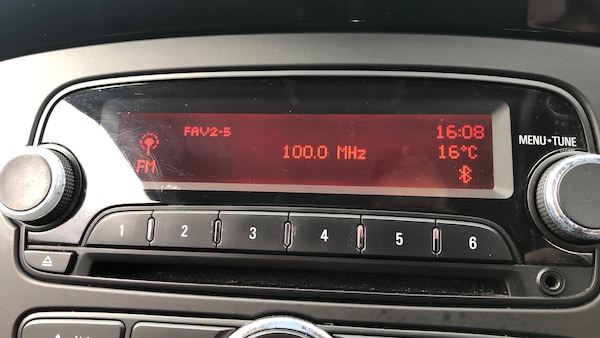 FAV2-5
16:08
100.0 MHz
16°C
FM
MENU-TUNE
1 2 3 4 5 6